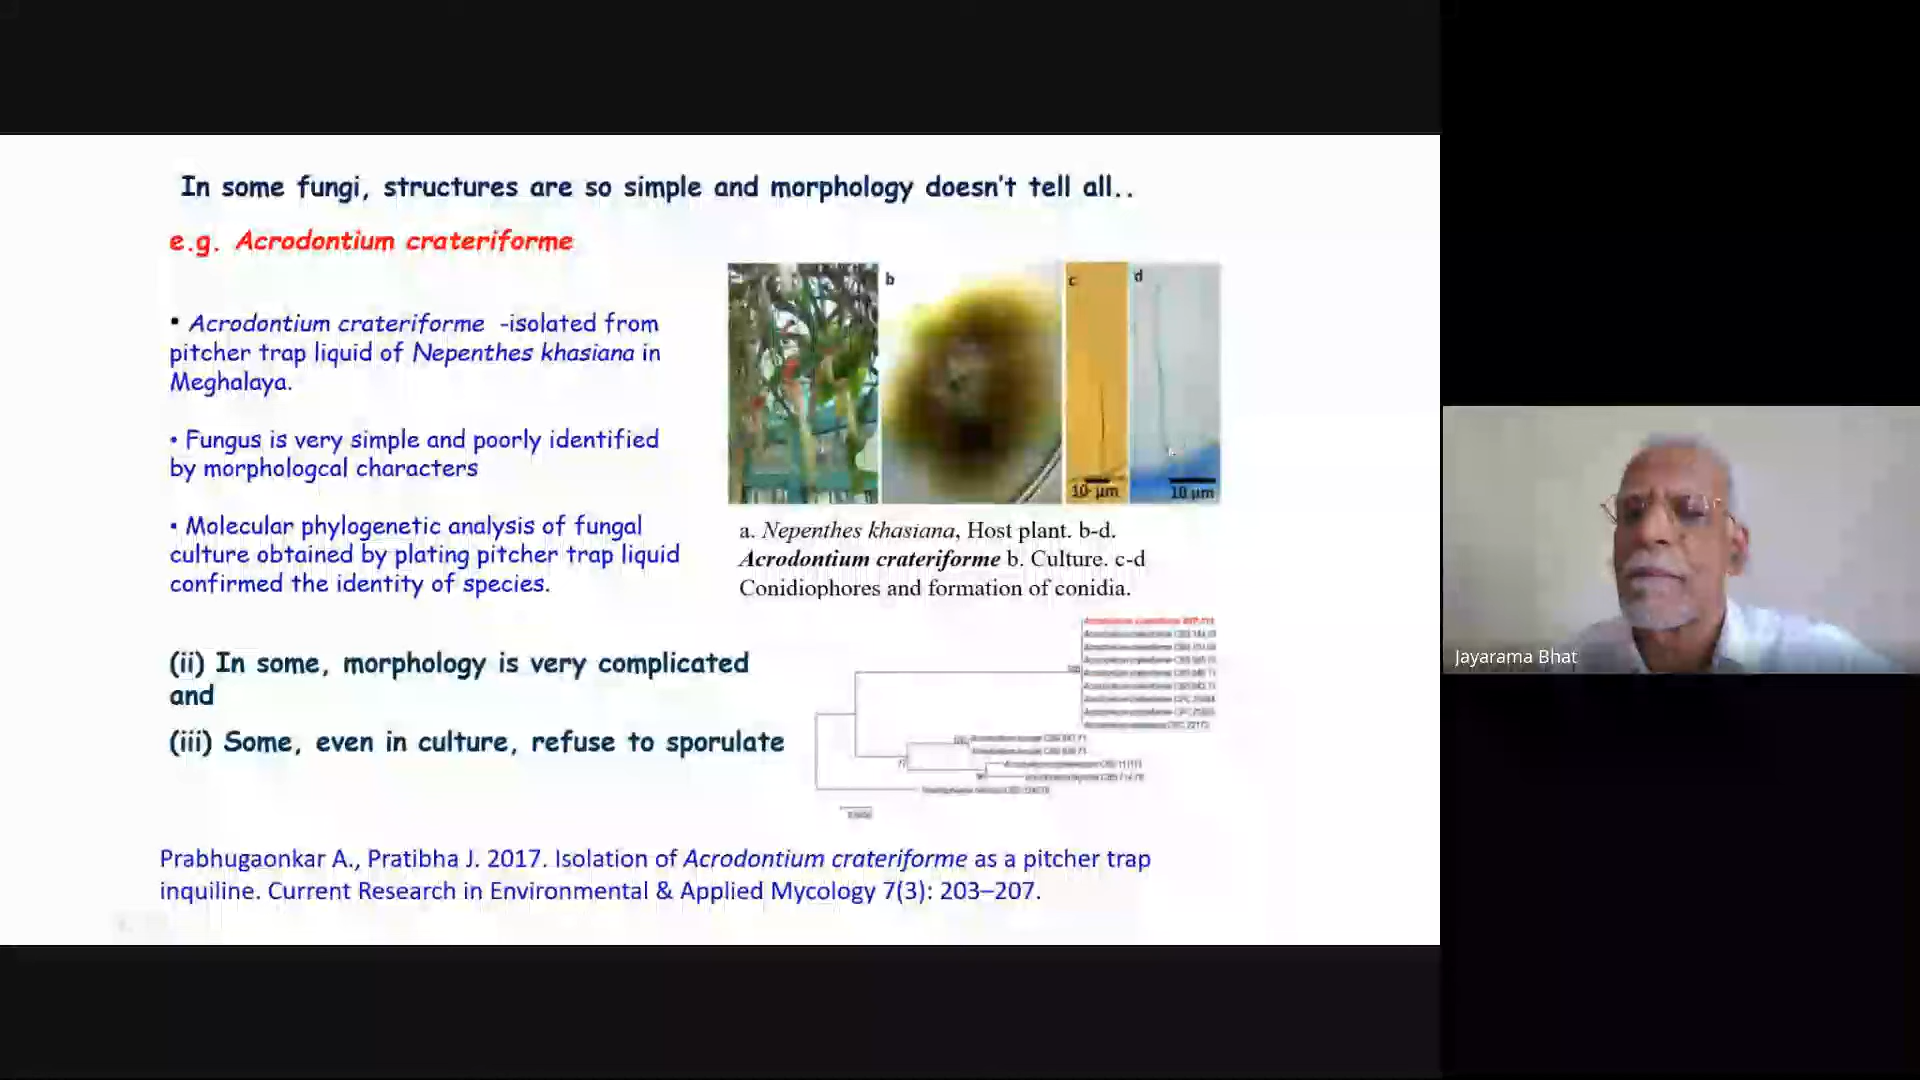 In some fungi, structures are so simple and morphology doesn't tell all..
e.g. Acrodontium crateriforme
• Acrodontium crateriforme -isolated from
pitcher trap liquid of Nepenthes khasiana in
Meghalaya.
• Fungus is very simple and poorly identified
by morphologcal characters
• Molecular phylogenetic analysis of fungal
culture obtained by plating pitcher trap liquid
confirmed the identity of species.
(ii) In some, morphology is very complicated
and
(iii) Some, even in culture, refuse to sporulate
b
c
d
10 µm
10 µm
a. Nepenthes khasiana, Host plant. b-d.
Acrodontium crateriforme b. Culture. c-d
Conidiophores and formation of conidia.
Prabhugaonkar A., Pratibha J. 2017. Isolation of Acrodontium crateriforme as a pitcher trap
inquiline. Current Research in Environmental & Applied Mycology 7(3): 203–207.
Jayarama Bhat